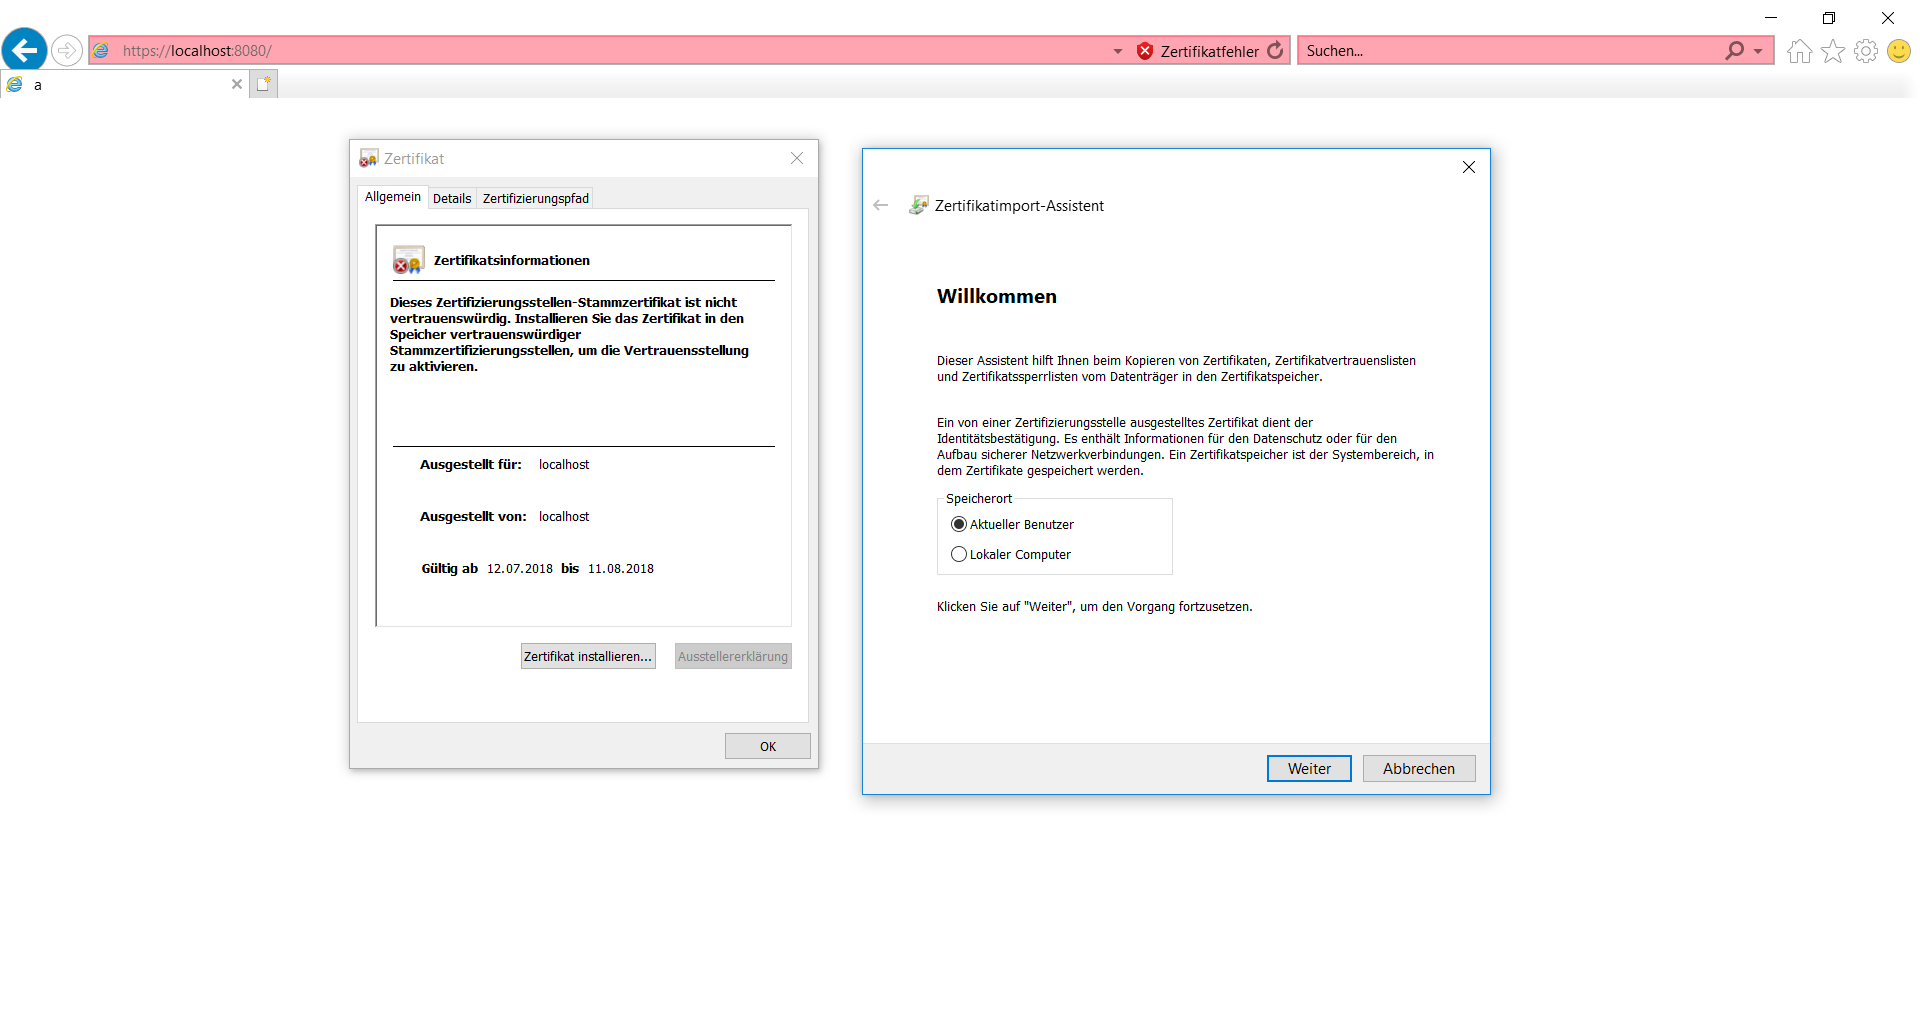 https://localhost:8080/
Zertifikatfehler
Suchen...
a
Zertifikat
Allgemein
Details
Zertifizierungspfad
Zertifikatsinformationen
Dieses Zertifizierungsstellen-Stammzertifikat ist nicht
vertrauenswürdig. Installieren Sie das Zertifikat in den
Speicher vertrauenswürdiger
Stammzertifizierungsstellen, um die Vertrauensstellung
zu aktivieren.
Ausgestellt für: localhost
Ausgestellt von: localhost
Gültig ab 12.07.2018 bis 11.08.2018
Zertifikat installieren...
Ausstellererklärung
OK
Zertifikatimport-Assistent
Willkommen
Dieser Assistent hilft Ihnen beim Kopieren von Zertifikaten, Zertifikatvertrauenslisten
und Zertifikatssperrlisten vom Datenträger in den Zertifikatspeicher.
Ein von einer Zertifizierungsstelle ausgestelltes Zertifikat dient der
Identitätsbestätigung. Es enthält Informationen für den Datenschutz oder für den
Aufbau sicherer Netzwerkverbindungen. Ein Zertifikatspeicher ist der Systembereich, in
dem Zertifikate gespeichert werden.
Speicherort
Aktueller Benutzer
Lokaler Computer
Klicken Sie auf "Weiter", um den Vorgang fortzusetzen.
Weiter
Abbrechen